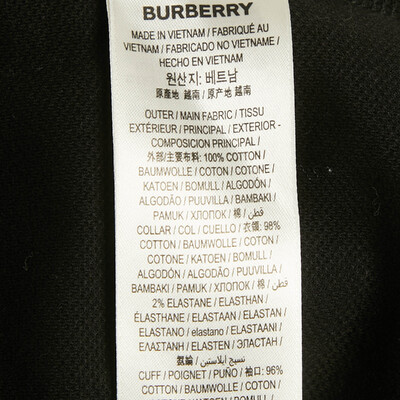 BURBERRY
MADE IN VIETNAM / FABRIQUÉ AU
VIETNAM / FABRICADO NO VIETNAME /
HECHO EN VIETNAM
원산지: 베트남
原產地 越南 / 原产地 越南
OUTER / MAIN FABRIC / TISSU
EXTÉRIEUR / PRINCIPAL / EXTERIOR -
COMPOSICION PRINCIPAL /
外部/主要布料: 100% COTTON /
BAUMWOLLE / COTON / COTONE /
KATOEN / BOMULL / ALGODÓN /
ALGODÃO / PUUVILLA / BAMBAKI /
PAMUK / ХЛОПОК / 棉 / قطن /
COLLAR / COL / CUELLO / 衣領: 98%
COTTON / BAUMWOLLE / COTON /
COTONE / KATOEN / BOMULL /
ALGODÓN / ALGODÃO / PUUVILLA /
BAMBAKI / PAMUK / ХЛОПОК / 棉 / قطن /
2% ELASTANE / ELASTHAN /
ÉLASTHANE / ELASTAAN / ELASTAN /
ELASTANO / elastano / ELASTAANI /
ΕΛΑΣΤΑΝΗ / ELASTEN / ЭЛАСТАН /
氨綸 / نسيج إيلاستين /
CUFF / POIGNET / PUÑO / 袖口: 96%
COTTON / BAUMWOLLE / COTON /
COTONE / KATOEN / BOMULL /